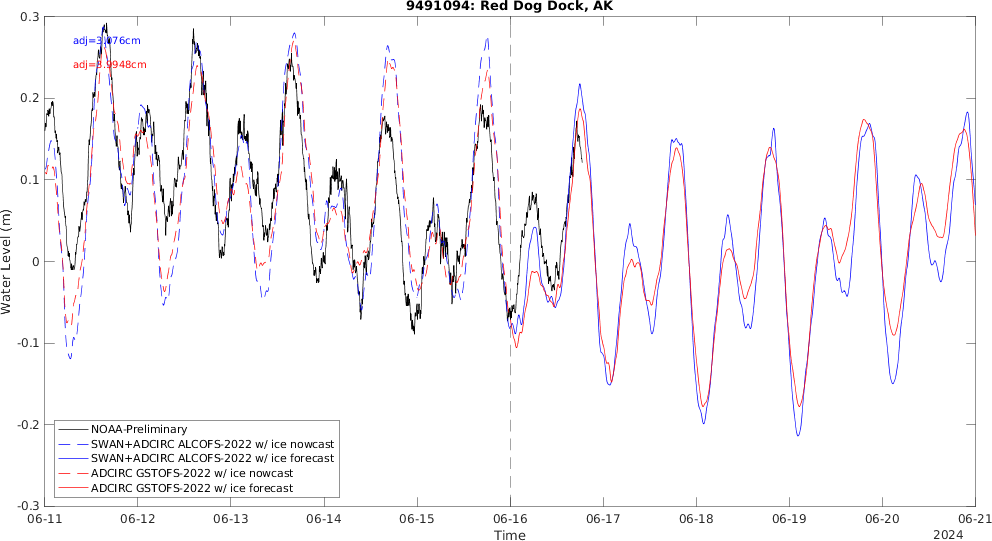 9491094: Red Dog Dock, AK
0.3
adj=3.076cm
adj=8.9948cm
0.2
0.1
0
-0.1
-0.2
-0.3
Water Level (m)
NOAA-Preliminary
SWAN+ADCIRC ALCOFS-2022 w/ ice nowcast
SWAN+ADCIRC ALCOFS-2022 w/ ice forecast
ADCIRC GSTOFS-2022 w/ ice nowcast
ADCIRC GSTOFS-2022 w/ ice forecast
06-11 06-12 06-13 06-14 06-15 06-16 06-17 06-18 06-19 06-20 06-21
Time
2024